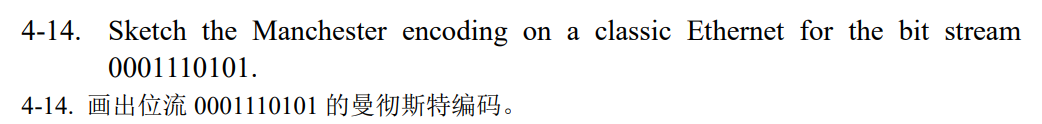 4-14. Sketch the Manchester encoding on a classic Ethernet for the bit stream
0001110101.
4-14. 画出位流 0001110101 的曼彻斯特编码。